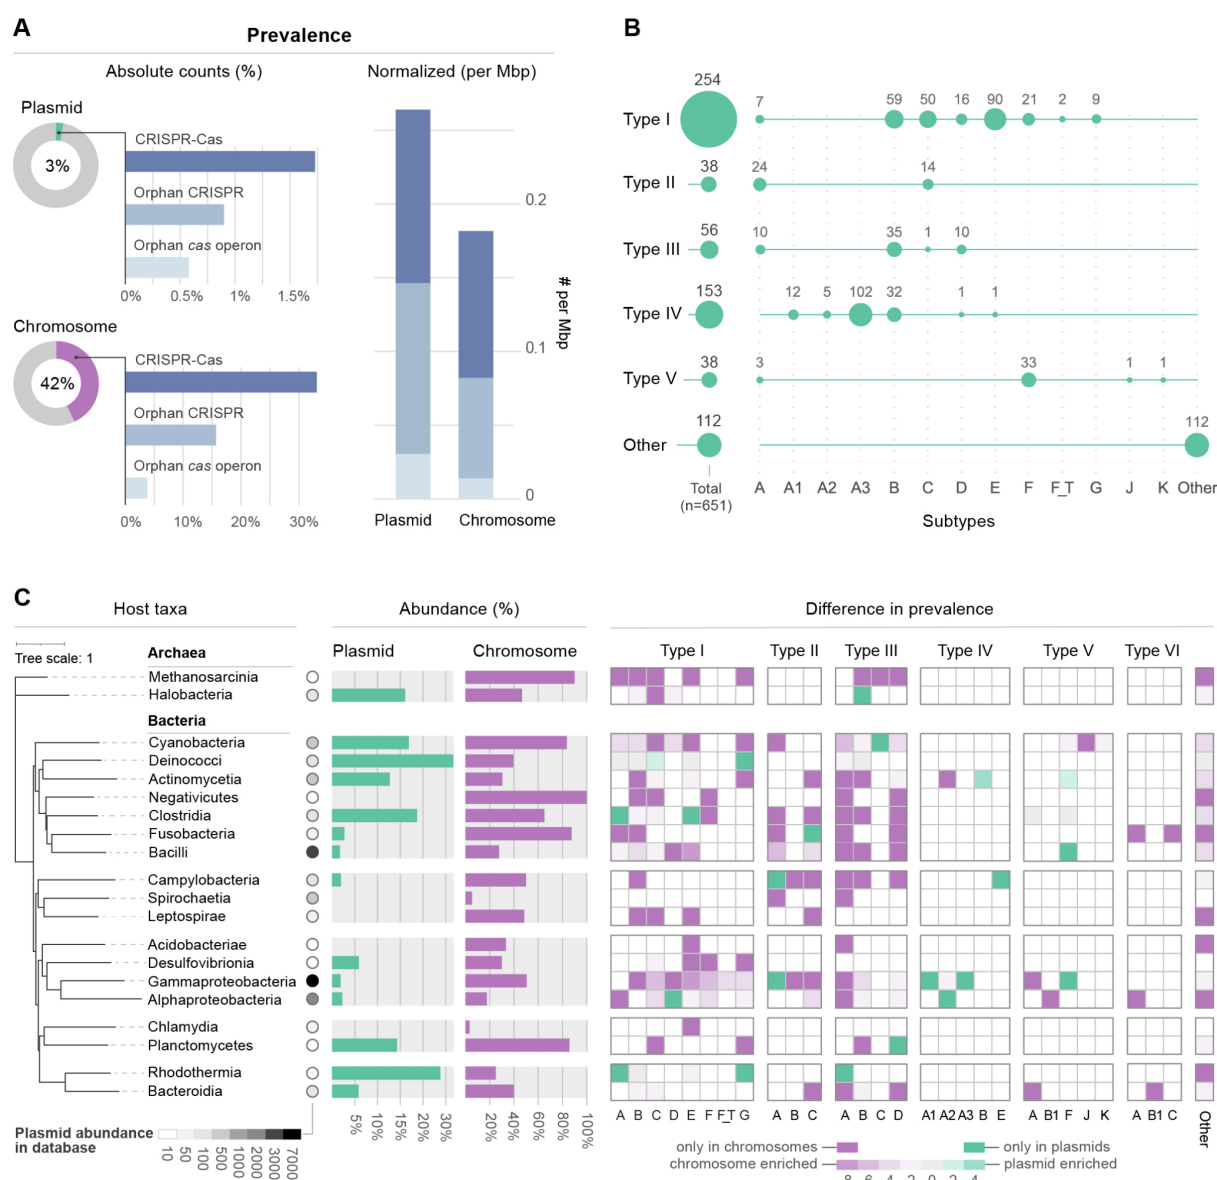 A
Prevalence
Absolute counts (%)
Normalized (per Mbp)
Plasmid
3%
CRISPR-Cas
Orphan CRISPR
Orphan cas operon
0% 0.5% 1% 1.5%
Chromosome
42%
CRISPR-Cas
Orphan CRISPR
Orphan cas operon
0% 10% 20% 30%
0.2
0.1
0
# per Mbp
Plasmid Chromosome
B
254
Type I 7 59 50 16 90 21 2 9
38
Type II 24 14
56
Type III 10 35 1 10
153
Type IV 12 5 102 32 1 1
38
Type V 3 33 1 1
112
Other 112
Total
(n=651)
A A1 A2 A3 B C D E F F_T G J K Other
Subtypes
C
Host taxa
Abundance (%)
Difference in prevalence
Tree scale: 1
Archaea
Plasmid Chromosome
Type I Type II Type III Type IV Type V Type VI
Methanosarcinia
Halobacteria
Bacteria
Cyanobacteria
Deinococci
Actinomycetia
Negativicutes
Clostridia
Fusobacteria
Bacilli
Campylobacteria
Spirochaetia
Leptospirae
Acidobacteriae
Desulfovibrionia
Gammaproteobacteria
Alphaproteobacteria
Chlamydia
Planctomycetes
Rhodothermia
Bacteroidia
5% 10% 15% 20% 25% 30%
20% 40% 60% 80% 100%
A B C D E F F_T G
A B C
A B C D
A1 A2 A3 B E
A B1 F J K
A B1 C
Other
Plasmid abundance
in database
10 50 100 500 1000 2000 3000 7000
only in chromosomes
only in plasmids
chromosome enriched
plasmid enriched
8 6 4 2 0 2 4